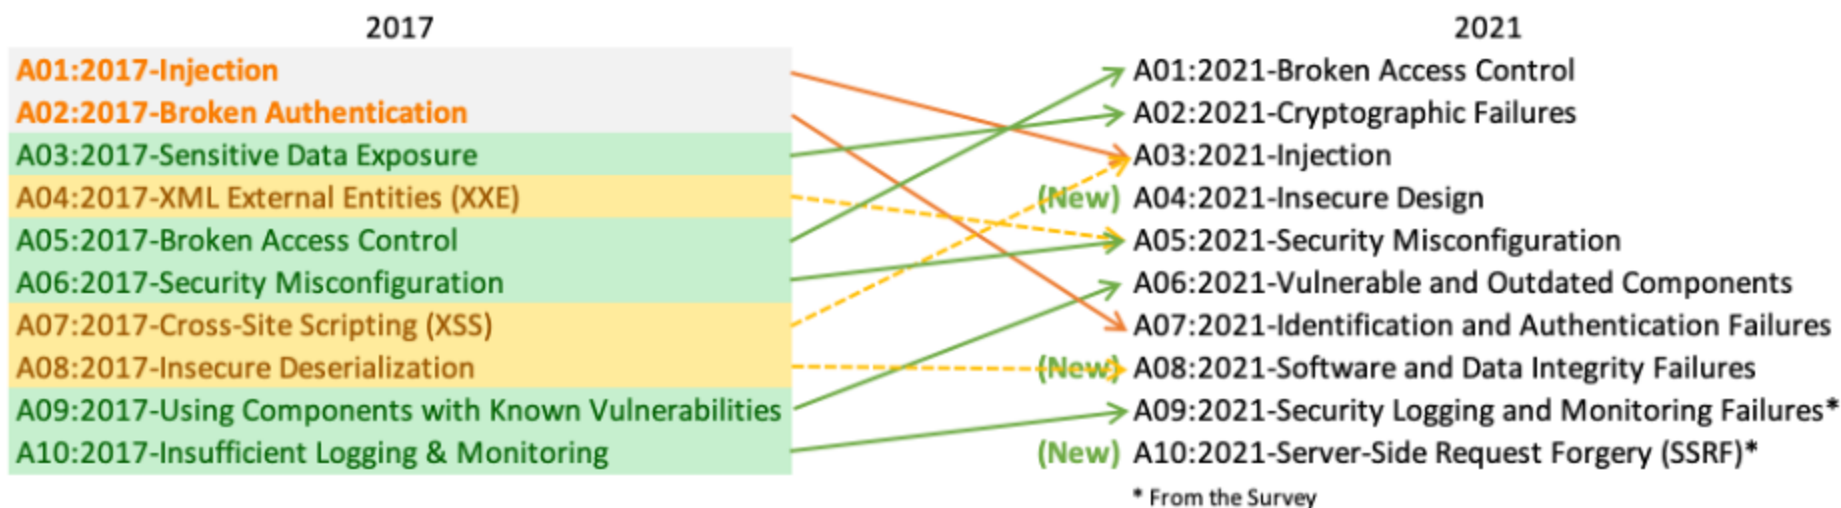 2017
A01:2017-Injection
A02:2017-Broken Authentication
A03:2017-Sensitive Data Exposure
A04:2017-XML External Entities (XXE)
A05:2017-Broken Access Control
A06:2017-Security Misconfiguration
A07:2017-Cross-Site Scripting (XSS)
A08:2017-Insecure Deserialization
A09:2017-Using Components with Known Vulnerabilities
A10:2017-Insufficient Logging & Monitoring
2021
A01:2021-Broken Access Control
A02:2021-Cryptographic Failures
A03:2021-Injection
(New) A04:2021-Insecure Design
A05:2021-Security Misconfiguration
A06:2021-Vulnerable and Outdated Components
A07:2021-Identification and Authentication Failures
(New) A08:2021-Software and Data Integrity Failures
A09:2021-Security Logging and Monitoring Failures*
(New) A10:2021-Server-Side Request Forgery (SSRF)*
* From the Survey